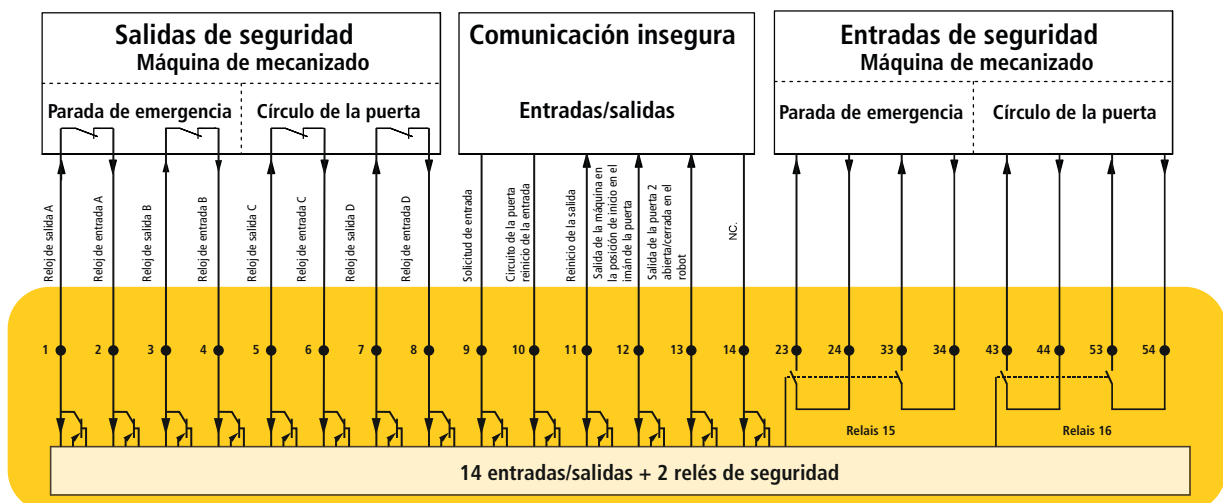 Salidas de seguridad
Máquina de mecanizado
Parada de emergencia
Círculo de la puerta
Comunicación insegura
Entradas/salidas
Entradas de seguridad
Máquina de mecanizado
Parada de emergencia
Círculo de la puerta
Reloj de salida A
Reloj de entrada A
Reloj de salida B
Reloj de entrada B
Reloj de salida C
Reloj de entrada C
Reloj de salida D
Reloj de entrada D
Solicitud de entrada
Circuito de la puerta
reinicio de la entrada
Reinicio de la salida
Salida de la máquina en
la posición de inicio en el
imán de la puerta
Salida de la puerta 2
abierta/cerrada en el
robot
NC.
1 2 3 4 5 6 7 8 9 10 11 12 13 14 23 24 33 34 43 44 53 54
Relais 15
Relais 16
14 entradas/salidas + 2 relés de seguridad